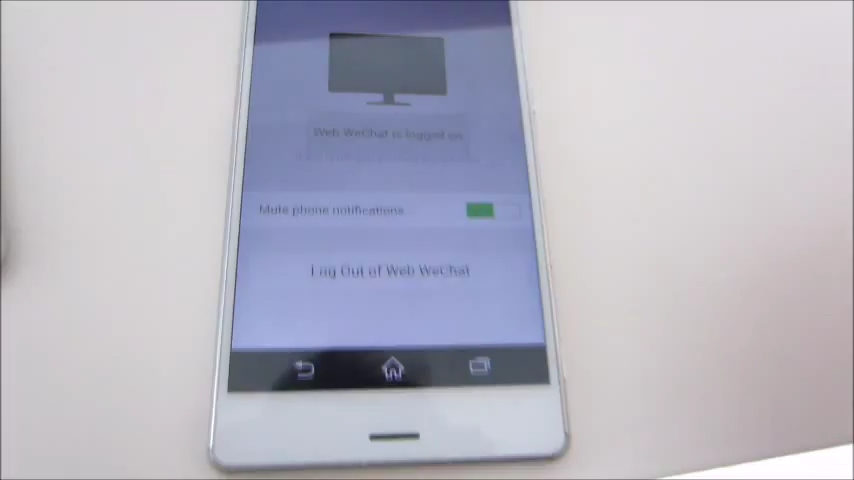 Web WeChat is logged on
Mute phone notifications
Log Out of Web WeChat